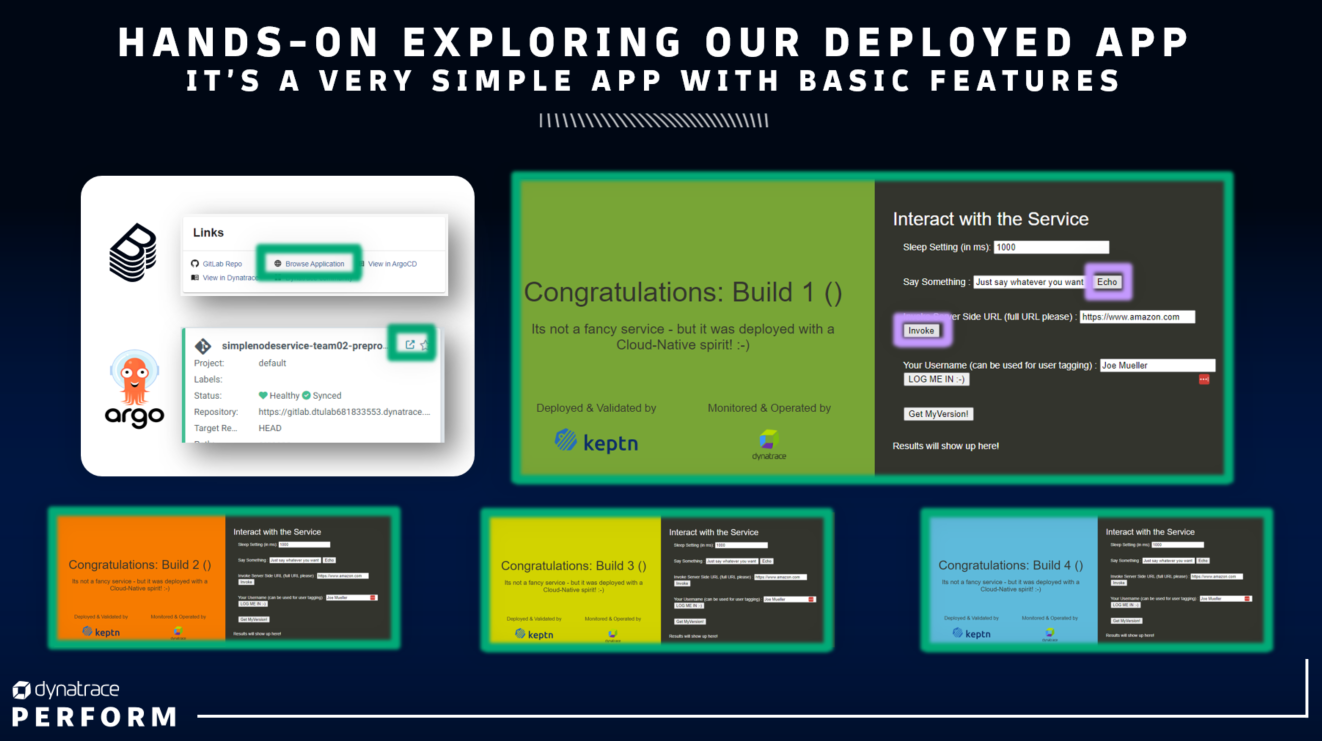 HANDS-ON EXPLORING OUR DEPLOYED APP
IT'S A VERY SIMPLE APP WITH BASIC FEATURES
Links
GitLab Repo
Browse Application
View in ArgoCD
View in Dynatrace
argo
simplenodeservice-team02-prepro...
Project: default
Labels:
Status: Healthy Synced
Repository: https://gitlab.dtulab681833553.dynatrace....
Target Re... HEAD
Congratulations: Build 1 ()
Its not a fancy service - but it was deployed with a
Cloud-Native spirit! :-)
Deployed & Validated by
Monitored & Operated by
keptn
dynatrace
Interact with the Service
Sleep Setting (in ms): 1000
Say Something : Just say whatever you want Echo
Side URL (full URL please) : https://www.amazon.com
Invoke
Your Username (can be used for user tagging) : Joe Mueller
LOG ME IN :-)
Get MyVersion!
Results will show up here!
Congratulations: Build 2 ()
Its not a fancy service - but it was deployed with a
Cloud-Native spirit! :-)
Deployed & Validated by
Monitored & Operated by
keptn
dynatrace
Interact with the Service
Sleep Setting (in ms): 1000
Say Something : Just say whatever you want Echo
Invoke Server Side URL (full URL please) : https://www.amazon.com
Invoke
Your Username (can be used for user tagging) : Joe Mueller
LOG ME IN :-)
Get MyVersion!
Results will show up here!
Congratulations: Build 3 ()
Its not a fancy service - but it was deployed with a
Cloud-Native spirit! :-)
Deployed & Validated by
Monitored & Operated by
keptn
dynatrace
Interact with the Service
Sleep Setting (in ms): 1000
Say Something : Just say whatever you want Echo
Invoke Server Side URL (full URL please) : https://www.amazon.com
Invoke
Your Username (can be used for user tagging) : Joe Mueller
LOG ME IN :-)
Get MyVersion!
Results will show up here!
Congratulations: Build 4 ()
Its not a fancy service - but it was deployed with a
Cloud-Native spirit! :-)
Deployed & Validated by
Monitored & Operated by
keptn
dynatrace
Interact with the Service
Sleep Setting (in ms): 1000
Say Something : Just say whatever you want Echo
Invoke Server Side URL (full URL please) : https://www.amazon.com
Invoke
Your Username (can be used for user tagging) : Joe Mueller
LOG ME IN :-)
Get MyVersion!
Results will show up here!
dynatrace
PERFORM